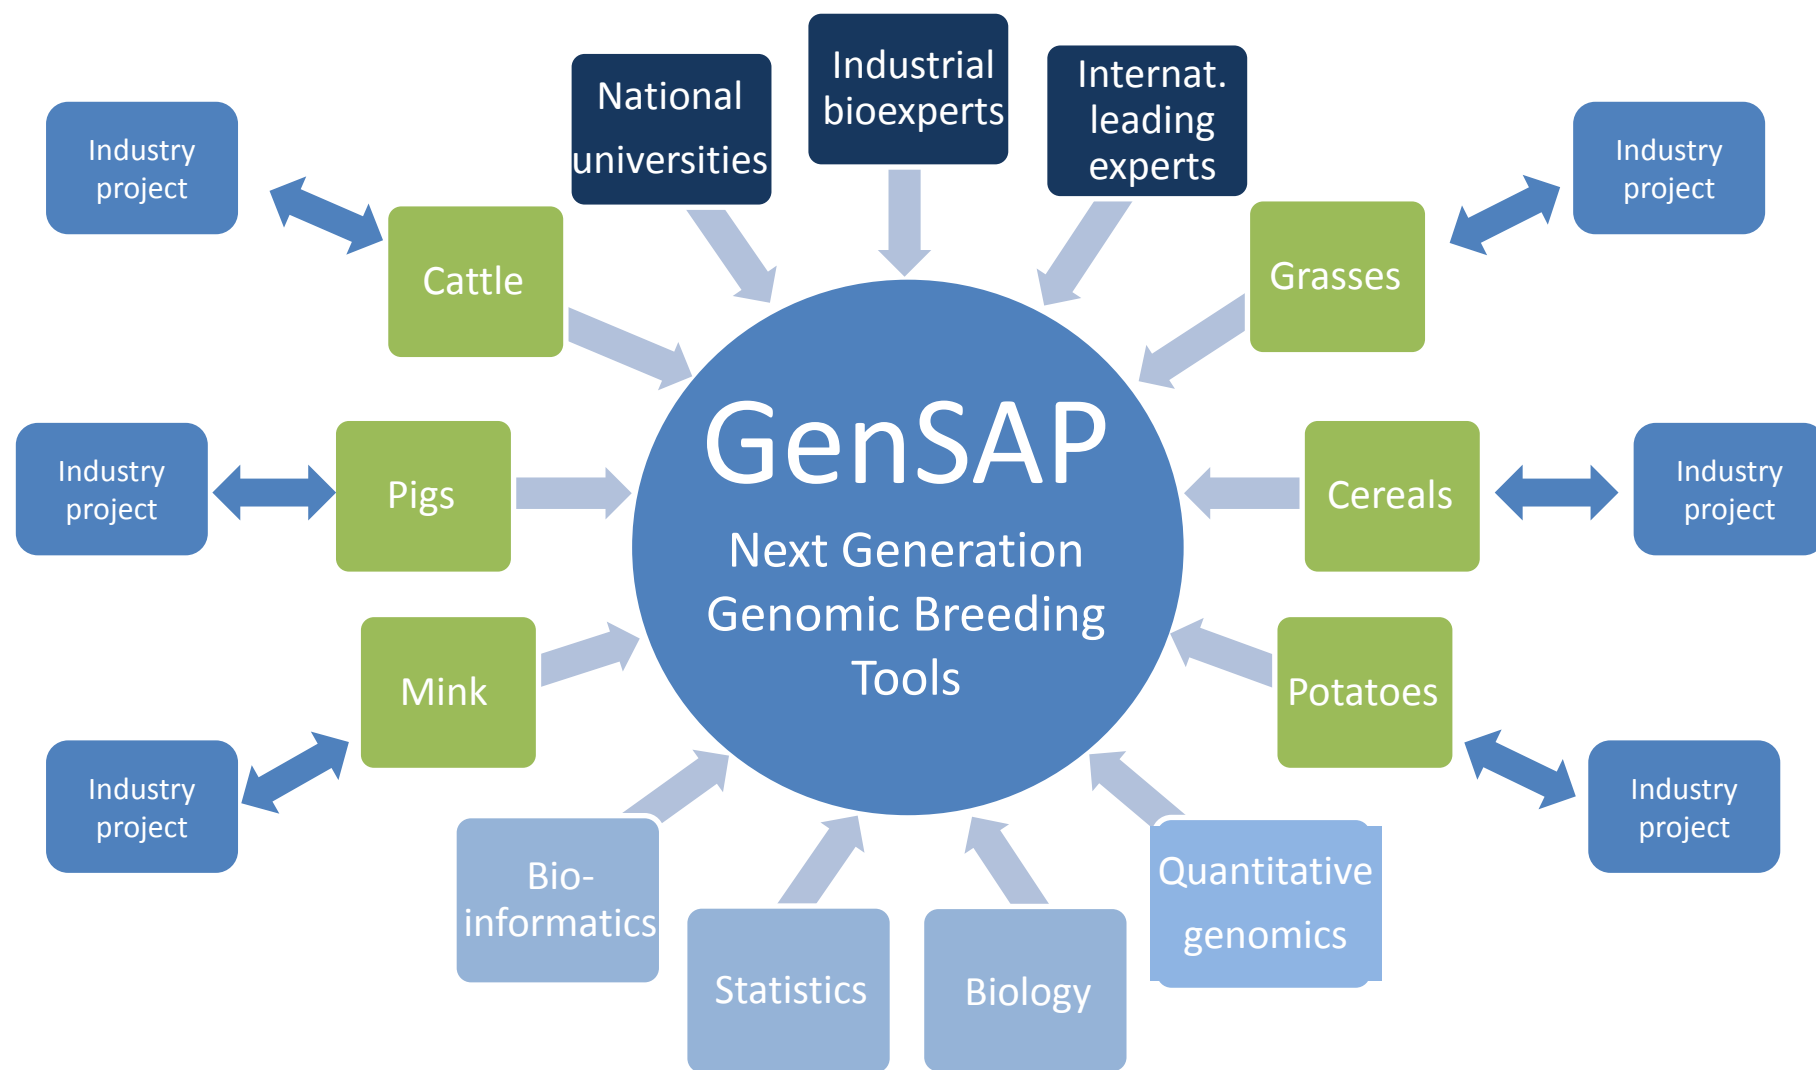 National
universities
Industrial
bioexperts
Internat.
leading
experts
Industry
project
Industry
project
Cattle
Grasses
GenSAP
Next Generation
Genomic Breeding
Tools
Industry
project
Pigs
Cereals
Industry
project
Mink
Potatoes
Industry
project
Industry
project
Bio-
informatics
Statistics
Biology
Quantitative
genomics